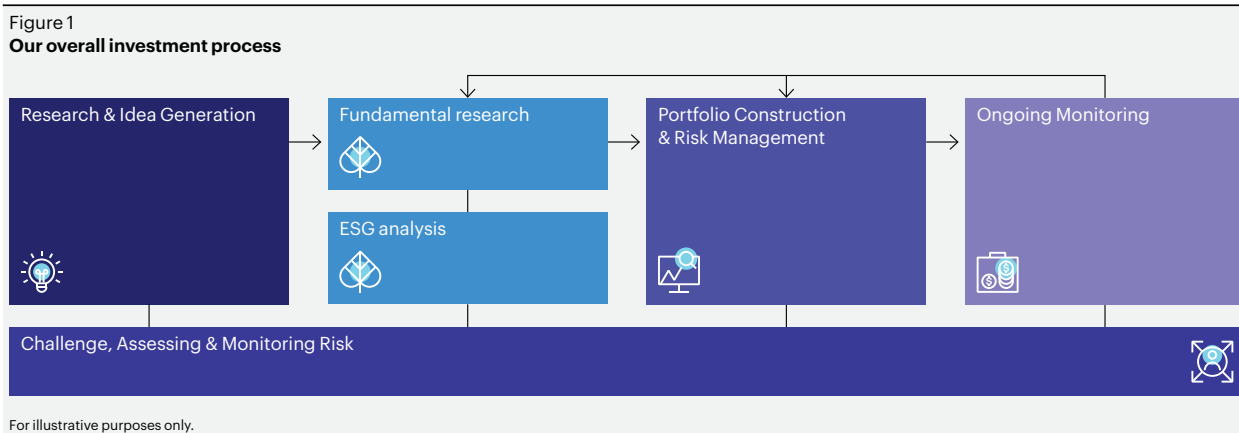 Figure 1
Our overall investment process
Research & Idea Generation
Fundamental research
ESG analysis
Portfolio Construction
& Risk Management
Ongoing Monitoring
Challenge, Assessing & Monitoring Risk
For illustrative purposes only.